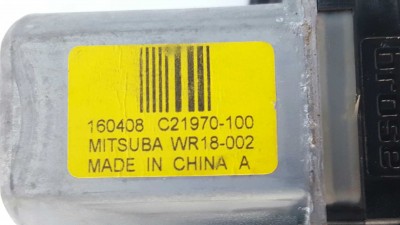 160408 C21970-100
MITSUBA WR18-002
MADE IN CHINA A